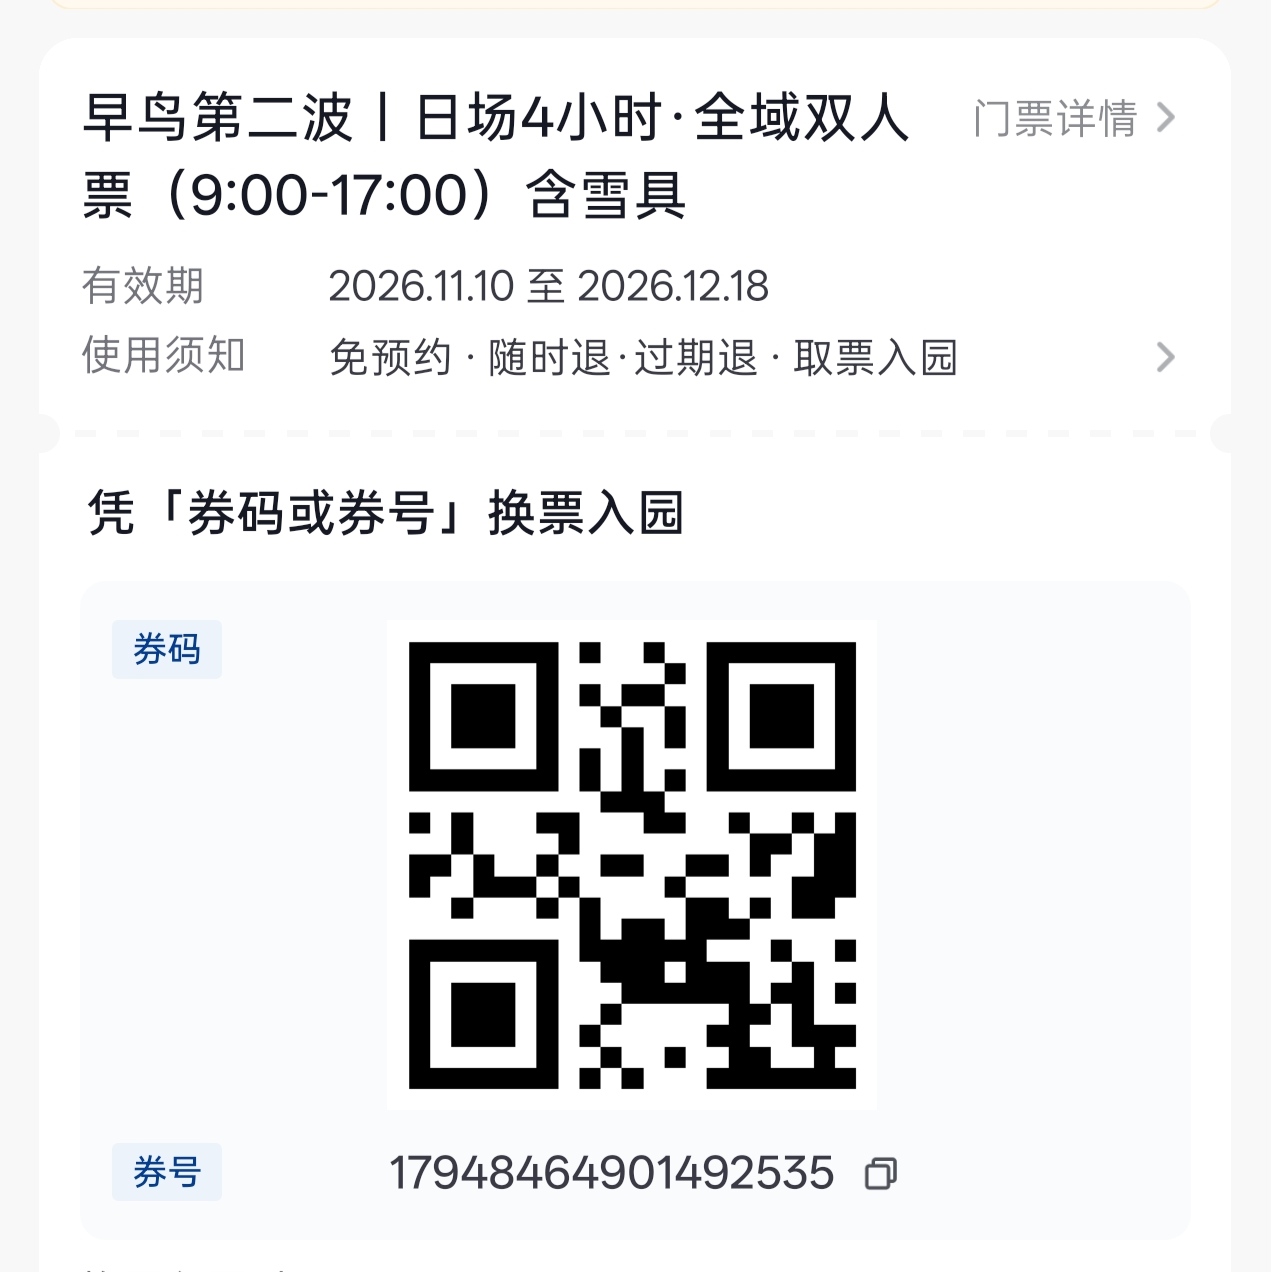 早鸟第二波丨日场4小时·全域双人
票（9:00-17:00）含雪具
门票详情
有效期 2026.11.10 至 2026.12.18
使用须知 免预约 · 随时退·过期退 · 取票入园
凭「券码或券号」换票入园
券码
券号 17948464901492535